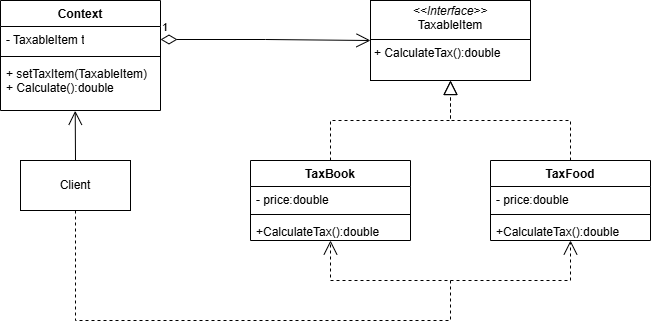 Context
- TaxableItem t
+ setTaxItem(TaxableItem)
+ Calculate():double
1
<<Interface>>
TaxableItem
+ CalculateTax():double
Client
TaxBook
- price:double
+CalculateTax():double
TaxFood
- price:double
+CalculateTax():double